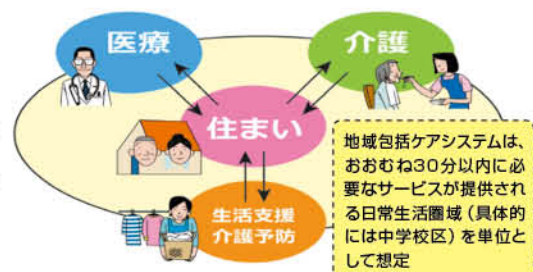 医療
介護
住まい
生活支援
介護予防
地域包括ケアシステムは、
おおむね30分以内に必
要なサービスが提供され
る日常生活圏域(具体的
には中学校区)を単位と
して想定